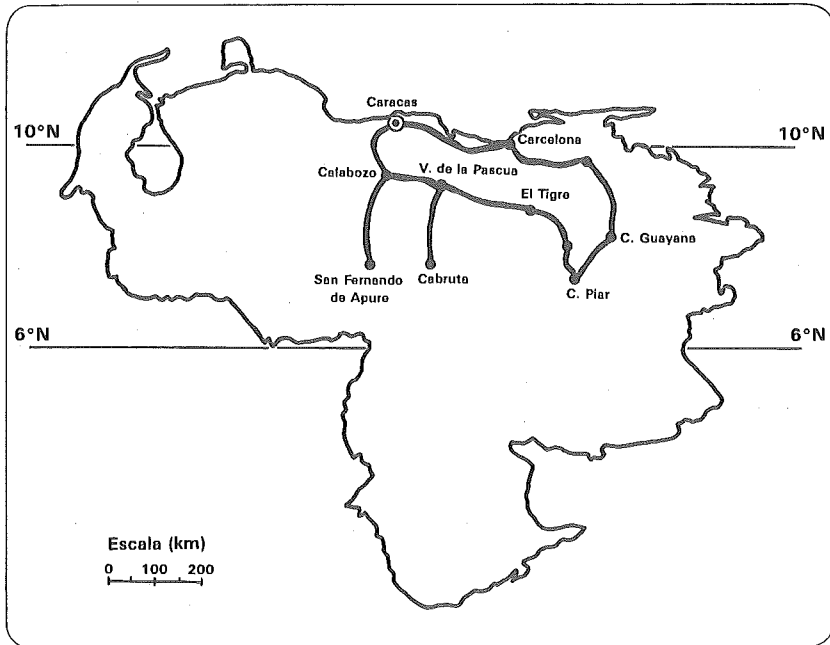 Caracas
10°N
10°N
Carcelona
Calabozo
V. de la Pascua
El Tigre
C. Guayana
San Fernando
de Apure
Cabruta
C. Piar
6°N
6°N
Escala (km)
0 100 200